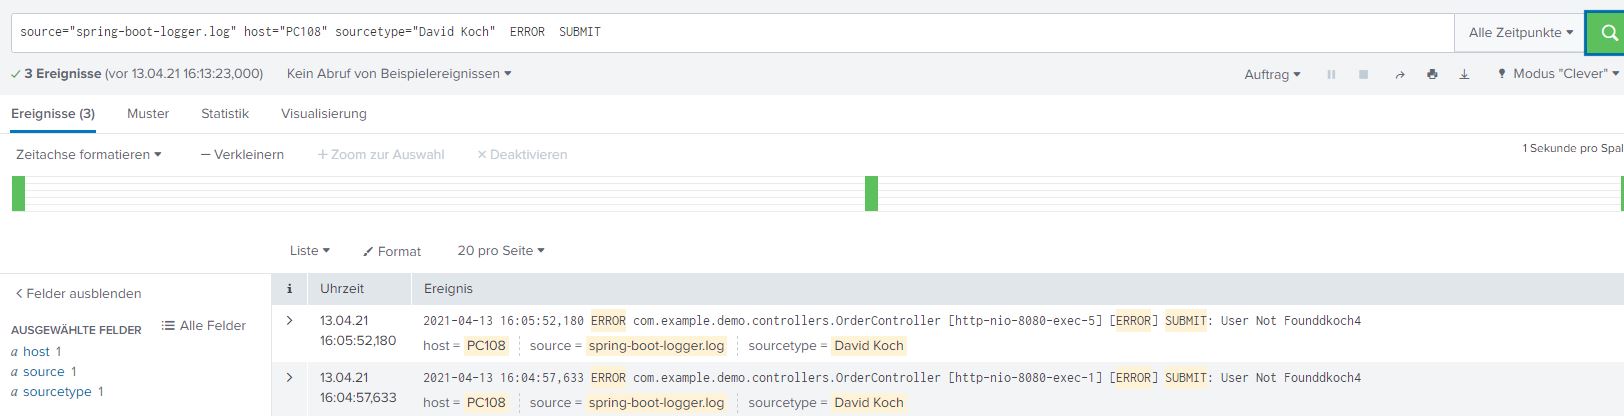 source="spring-boot-logger.log" host="PC108" sourcetype="David Koch" ERROR SUBMIT
Alle Zeitpunkte
3 Ereignisse (vor 13.04.21 16:13:23,000) Kein Abruf von Beispielereignissen
Auftrag Modus "Clever"
Ereignisse (3) Muster Statistik Visualisierung
Zeitachse formatieren — Verkleinern + Zoom zur Auswahl × Deaktivieren
1 Sekunde pro Spal
Liste Format 20 pro Seite
< Felder ausblenden
AUSGEWÄHLTE FELDER Alle Felder
a host 1
a source 1
a sourcetype 1
i Uhrzeit Ereignis
> 13.04.21 16:05:52,180 2021-04-13 16:05:52,180 ERROR com.example.demo.controllers.OrderController [http-nio-8080-exec-5] [ERROR] SUBMIT: User Not Founddkoch4
host = PC108 source = spring-boot-logger.log sourcetype = David Koch
> 13.04.21 16:04:57,633 2021-04-13 16:04:57,633 ERROR com.example.demo.controllers.OrderController [http-nio-8080-exec-1] [ERROR] SUBMIT: User Not Founddkoch4
host = PC108 source = spring-boot-logger.log sourcetype = David Koch